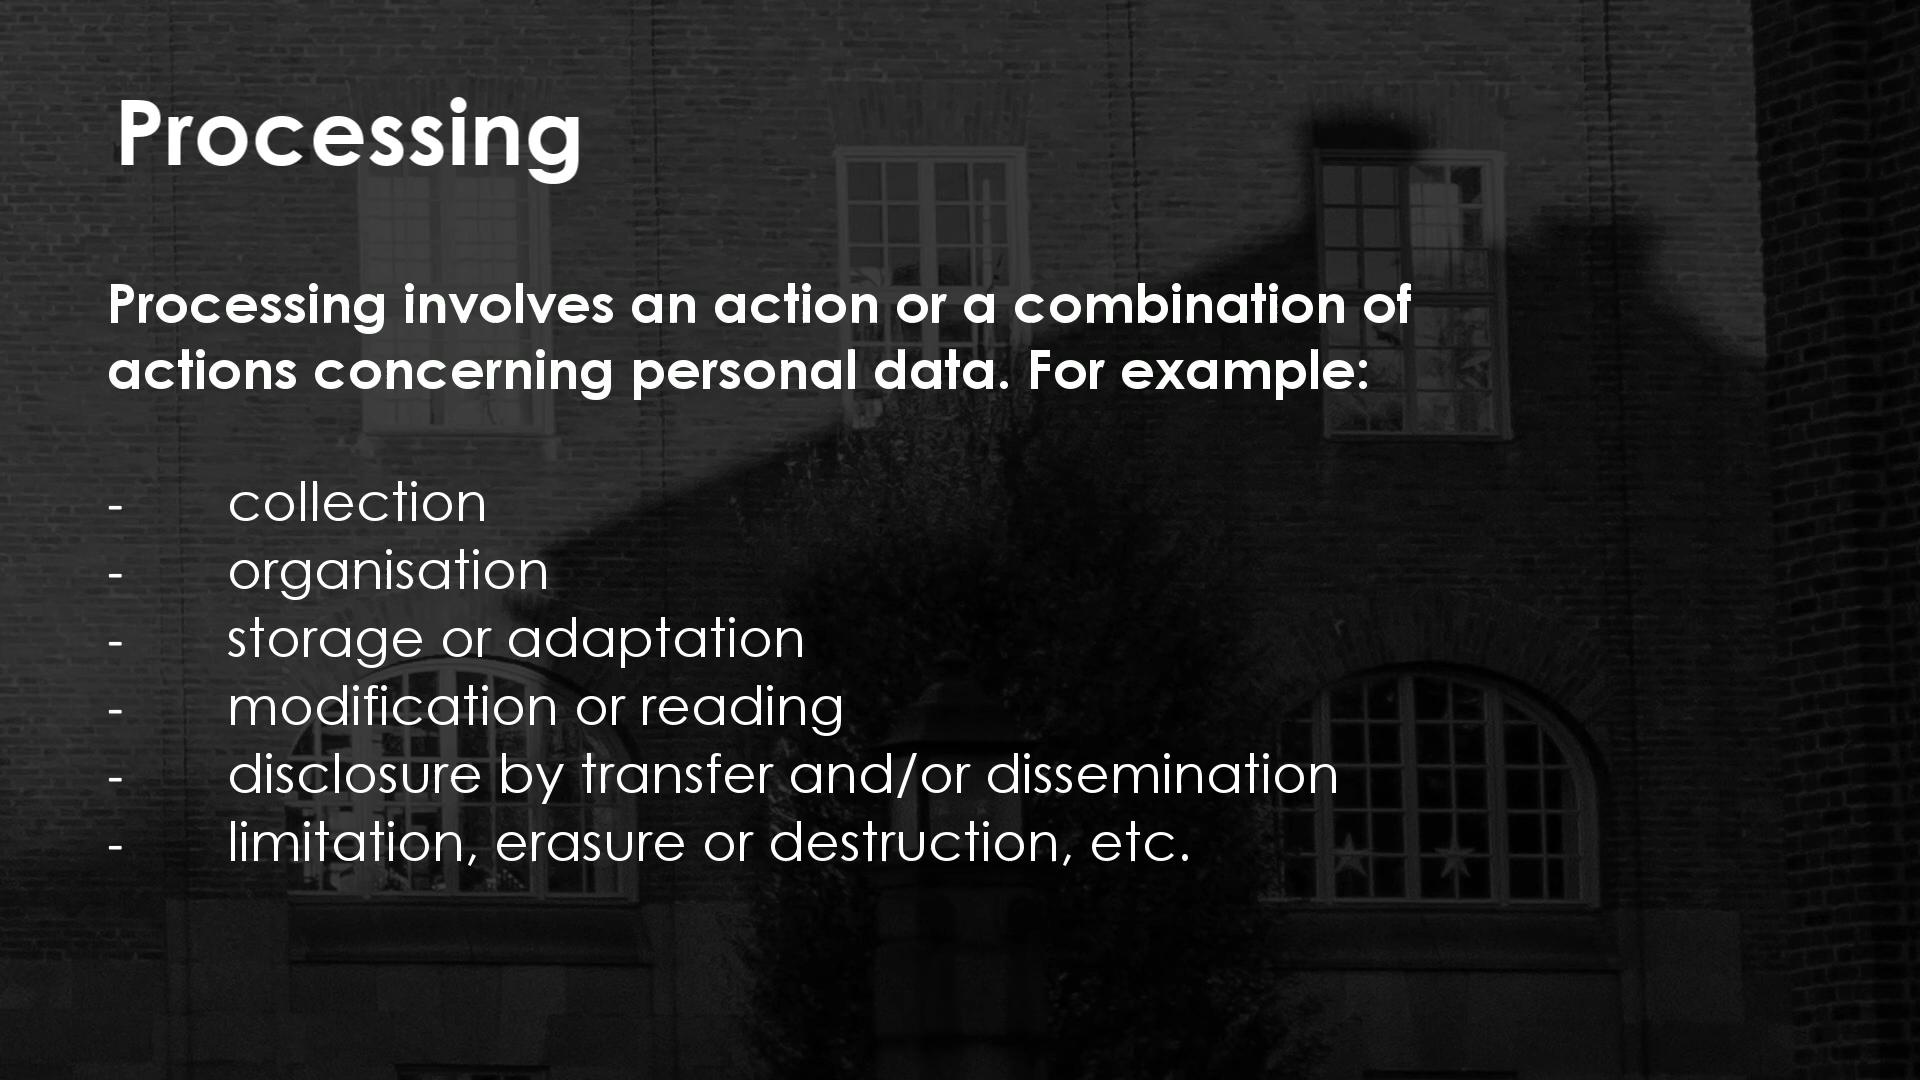 Processing
Processing involves an action or a combination of
actions concerning personal data. For example:
- collection
- organisation
- storage or adaptation
- modification or reading
- disclosure by transfer and/or dissemination
- limitation, erasure or destruction, etc.